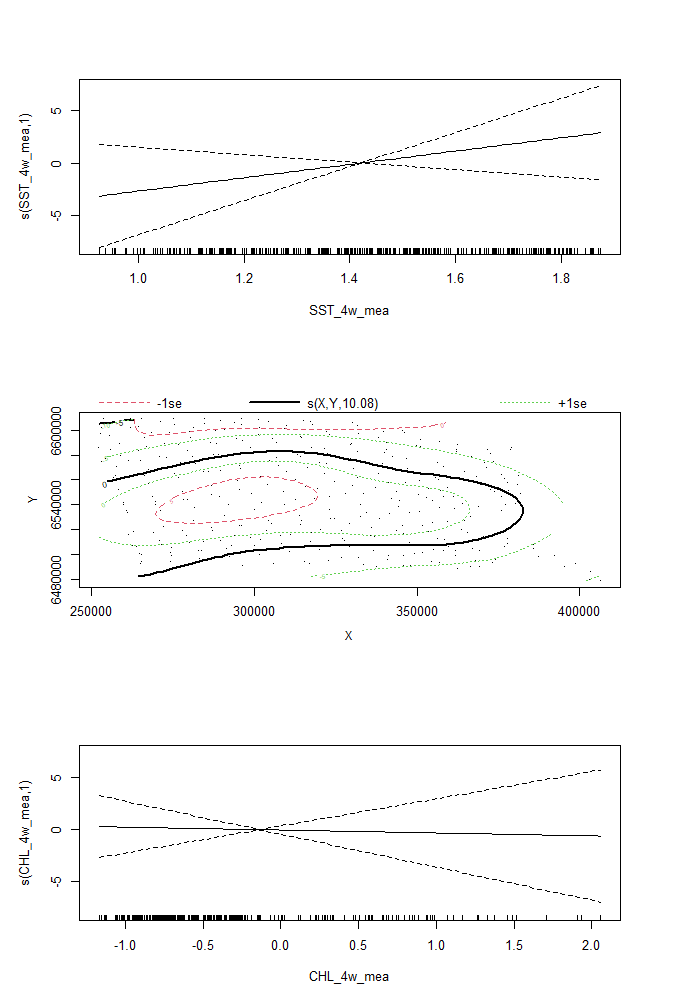 s(SST_4w_mea,1)
5
0
-5
1.0 1.2 1.4 1.6 1.8
SST_4w_mea
-1se s(X,Y,10.08) +1se
Y
6600000
6540000
6480000
-5
0
250000 300000 350000 400000
X
s(CHL_4w_mea,1)
5
0
-5
-1.0 -0.5 0.0 0.5 1.0 1.5 2.0
CHL_4w_mea